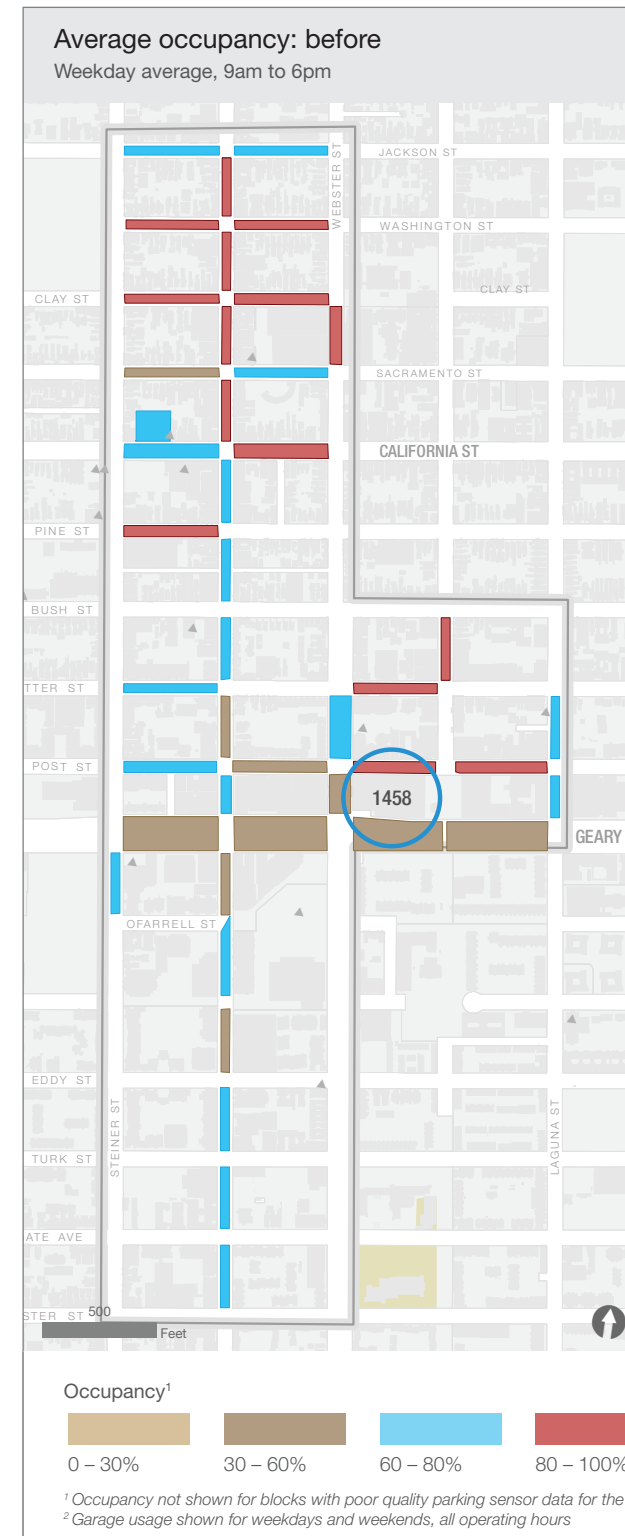 Average occupancy: before
Weekday average, 9am to 6pm
WEBSTER ST
JACKSON ST
WASHINGTON ST
CLAY ST
CLAY ST
SACRAMENTO ST
CALIFORNIA ST
PINE ST
BUSH ST
TTER ST
POST ST
1458
GEARY
OFARRELL ST
EDDY ST
STEINER ST
LAGUNA ST
TURK ST
ATE AVE
STER ST
500
Feet
Occupancy¹
0 – 30%
30 – 60%
60 – 80%
80 – 100%
¹ Occupancy not shown for blocks with poor quality parking sensor data for the
² Garage usage shown for weekdays and weekends, all operating hours